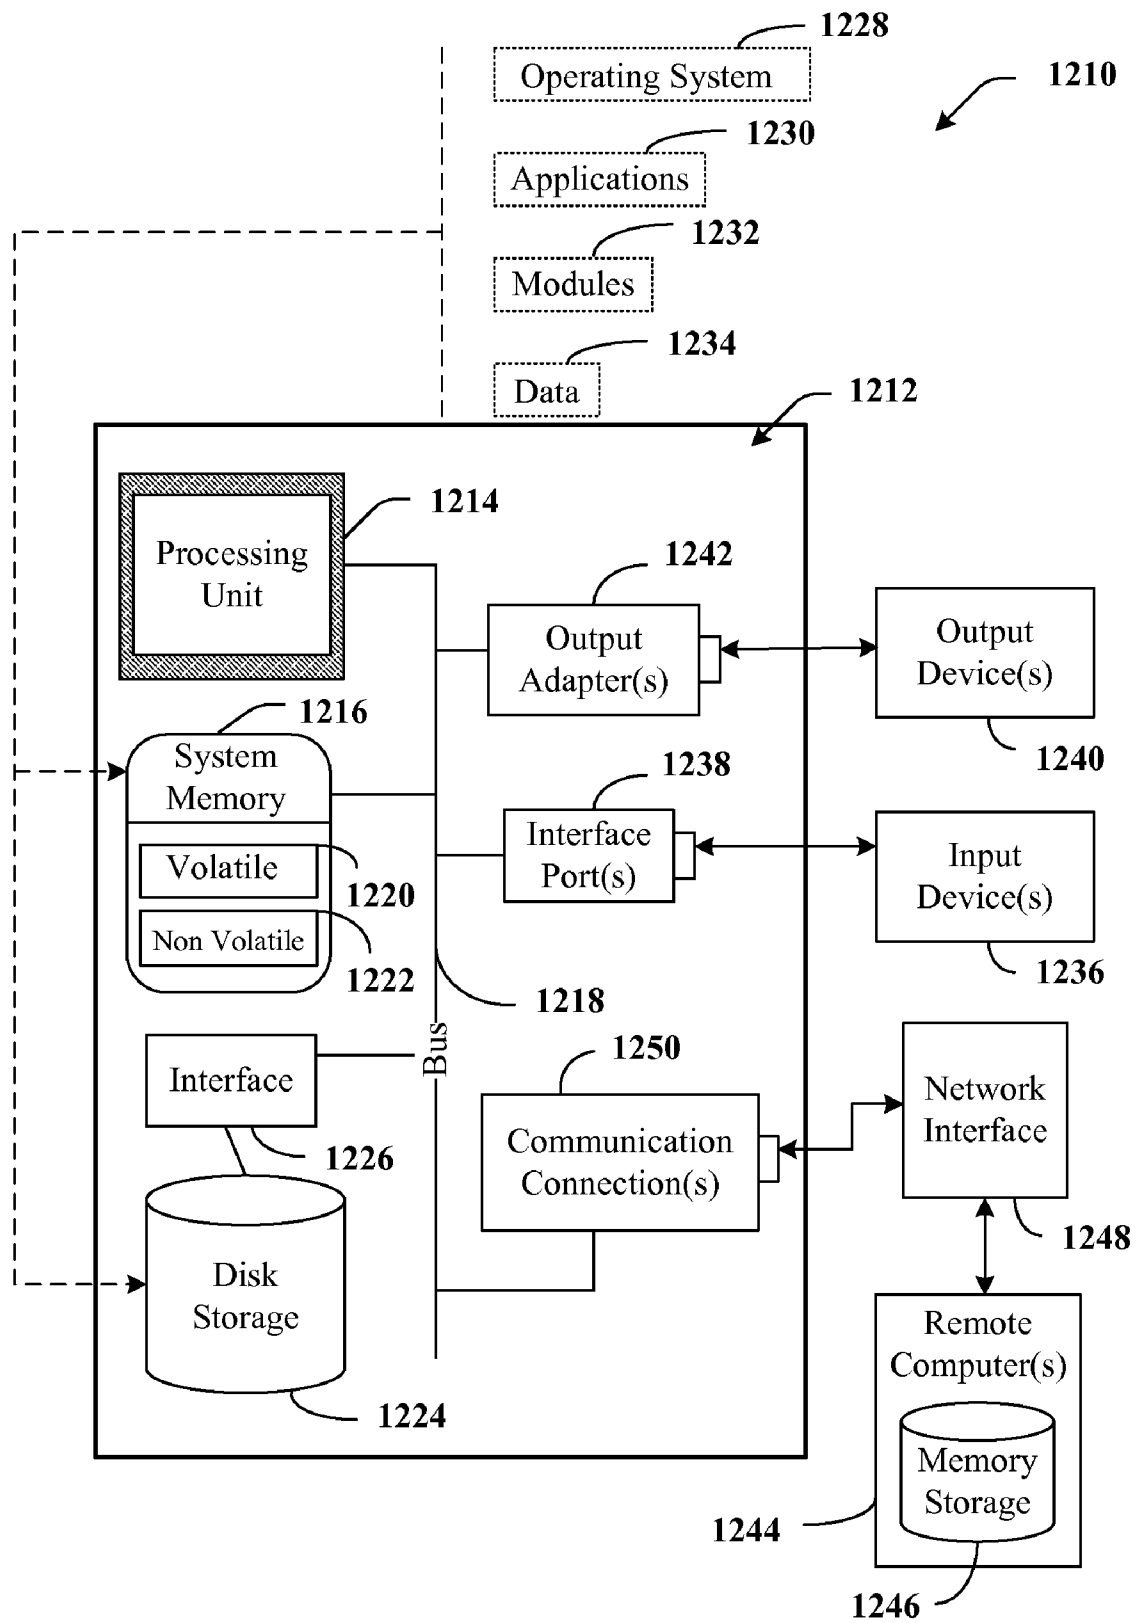 1228
Operating System
1210
1230
Applications
1232
Modules
1234
Data
1212
1214
Processing
Unit
1242
Output
Adapter(s)
Output
Device(s)
1240
1216
System
Memory
1238
Interface
Port(s)
Input
Device(s)
1236
Volatile
1220
Non Volatile
1222
1218
Bus
1250
Communication
Connection(s)
Network
Interface
1248
Interface
1226
Disk
Storage
1224
Remote
Computer(s)
Memory
Storage
1244
1246